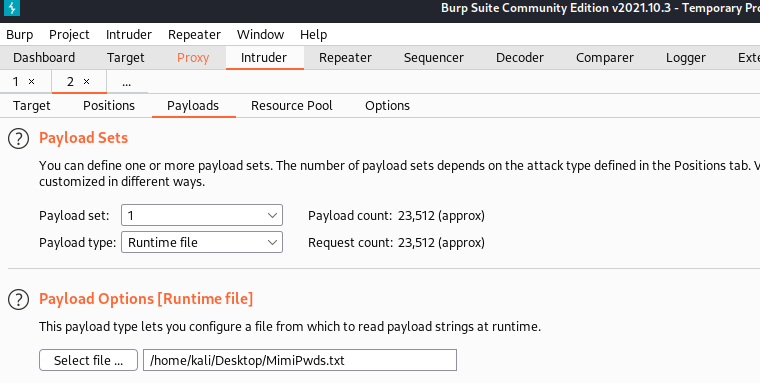 Burp Suite Community Edition v2021.10.3 - Temporary Pro
Burp Project Intruder Repeater Window Help
Dashboard Target Proxy Intruder Repeater Sequencer Decoder Comparer Logger Exte
1 × 2 × ...
Target Positions Payloads Resource Pool Options
? Payload Sets
You can define one or more payload sets. The number of payload sets depends on the attack type defined in the Positions tab. V
customized in different ways.
Payload set: 1 Payload count: 23,512 (approx)
Payload type: Runtime file Request count: 23,512 (approx)
? Payload Options [Runtime file]
This payload type lets you configure a file from which to read payload strings at runtime.
Select file ... /home/kali/Desktop/MimiPwds.txt